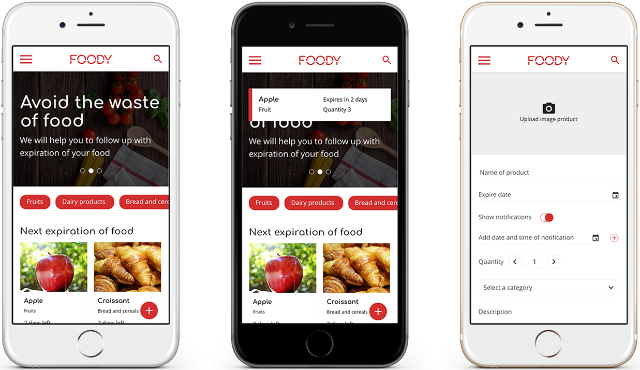 FOODY
Avoid the waste
of food
We will help you to follow up with
expiration of your food
Fruits
Dairy products
Bread and cere
Next expiration of food
Apple
Fruits
Croissant
Bread and cereals
FOODY
Apple
Expires in 2 days
Fruit
Quantity 3
of food
We will help you to follow up with
expiration of your food
Fruits
Dairy products
Bread and cere
Next expiration of food
Apple
Fruits
Croissant
Bread and cereals
FOODY
Upload image product
Name of product
Expire date
Show notifications
Add date and time of notification
Quantity
1
Select a category
Description